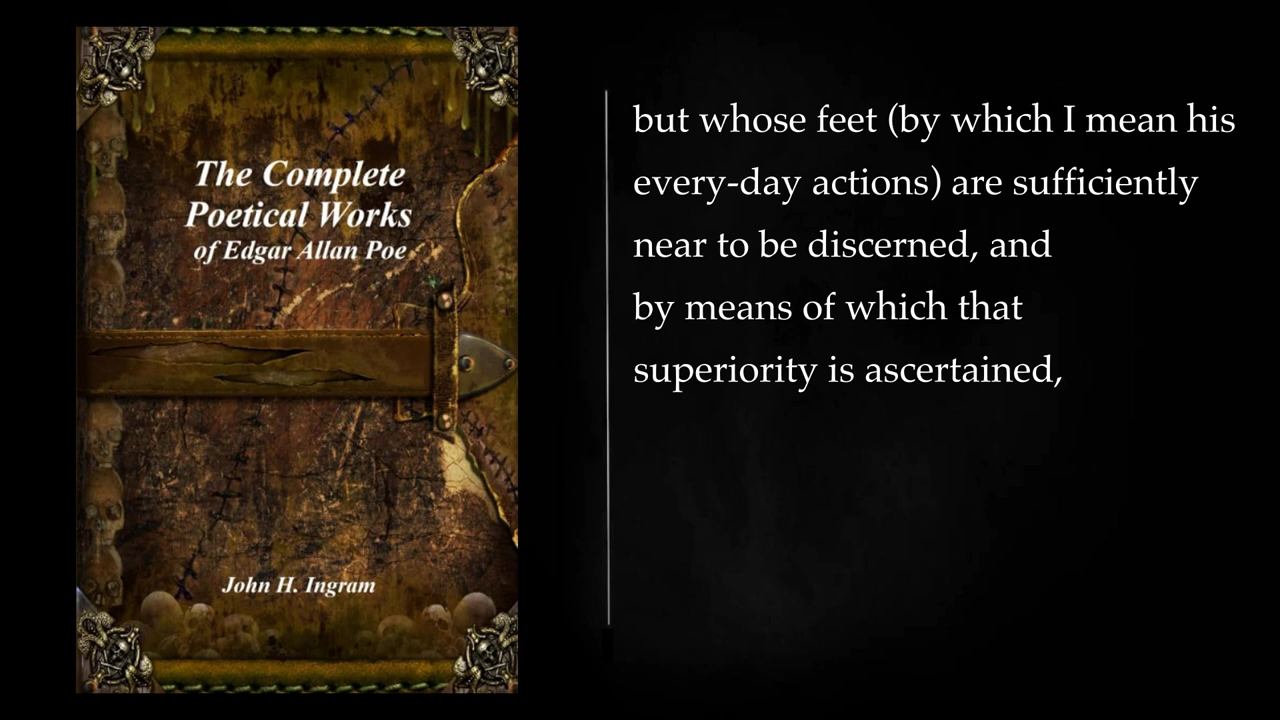 The Complete
Poetical Works
of Edgar Allan Poe
John H. Ingram
but whose feet (by which I mean his
every-day actions) are sufficiently
near to be discerned, and
by means of which that
superiority is ascertained,